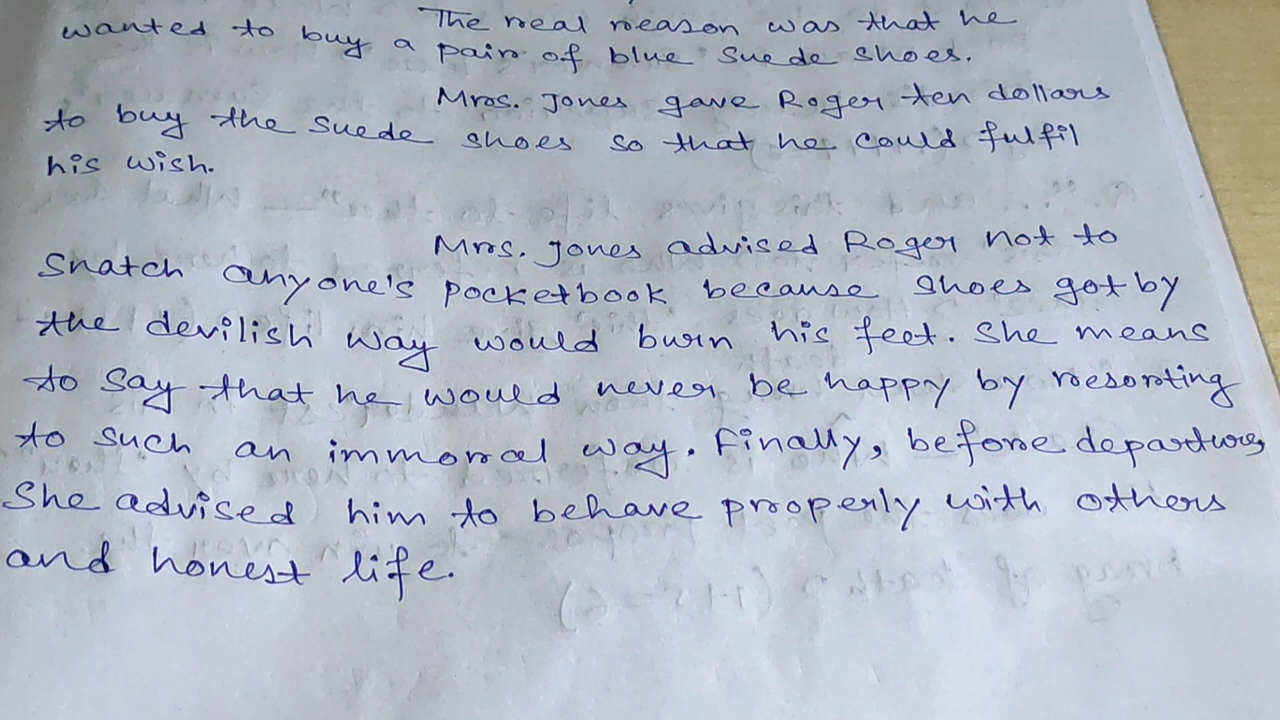 The real reason was that he
wanted to buy a pair of blue suede shoes.
Mrs. Jones gave Roger ten dollars
to buy the suede shoes so that he could fulfil
his wish.
Mrs. Jones advised Roger not to
snatch anyone's pocketbook because shoes got by
the devilish way would burn his feet. She means
to say that he would never be happy by resorting
to such an immoral way. Finally, before departure,
She advised him to behave properly with others
and honest life.